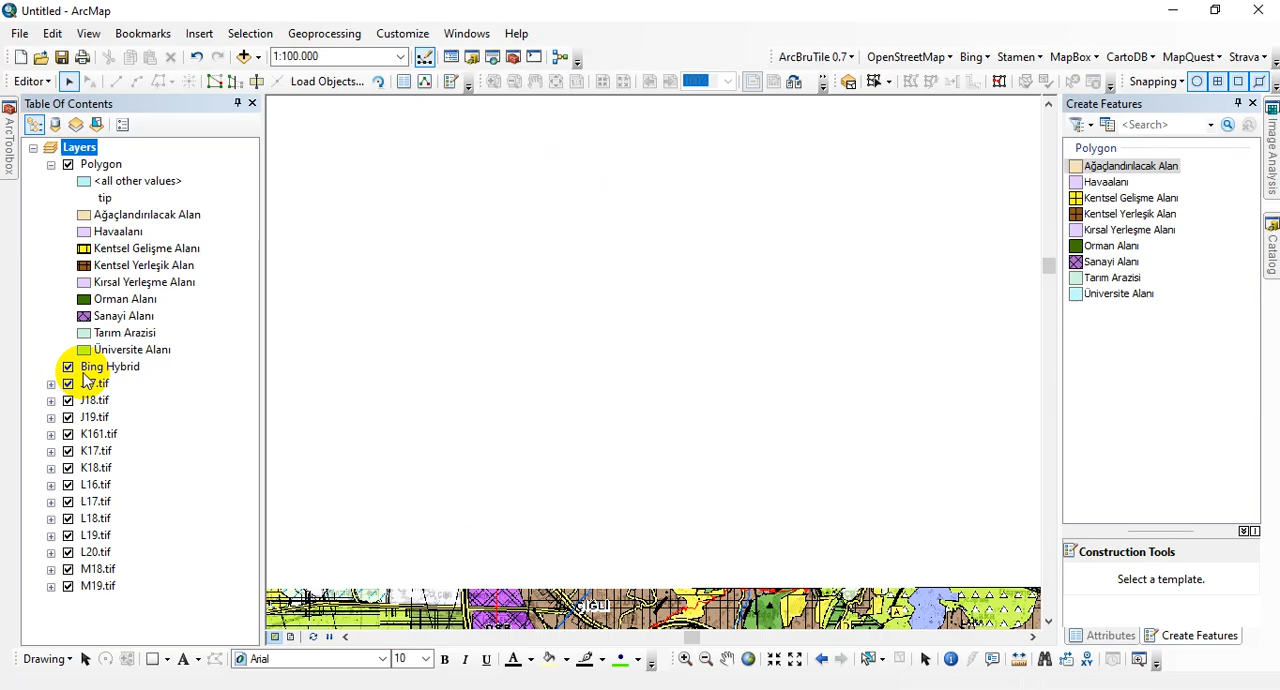 Untitled - ArcMap
File Edit View Bookmarks Insert Selection Geoprocessing Customize Windows Help
1:100.000
ArcBruTile 0.7 OpenStreetMap Bing Stamen MapBox CartoDB MapQuest Strava
Editor Load Objects... Snapping
Table Of Contents
Create Features
ArcToolbox
Layers
<Search>
Image Analysis
Polygon
Polygon
<all other values>
Ağaçlandırılacak Alan
tip
Havaalanı
Ağaçlandırılacak Alan
Kentsel Gelişme Alanı
Havaalanı
Kentsel Yerleşik Alan
Kentsel Gelişme Alanı
Kırsal Yerleşme Alanı
Catalog
Kentsel Yerleşik Alan
Orman Alanı
Kırsal Yerleşme Alanı
Sanayi Alanı
Orman Alanı
Tarım Arazisi
Sanayi Alanı
Üniversite Alanı
Tarım Arazisi
Üniversite Alanı
Bing Hybrid
J18.tif
J19.tif
K161.tif
K17.tif
K18.tif
L16.tif
L17.tif
L18.tif
L19.tif
L20.tif
M18.tif
M19.tif
Construction Tools
Select a template.
ÇİĞLİ
Attributes Create Features
Drawing A Arial 10 B I U A